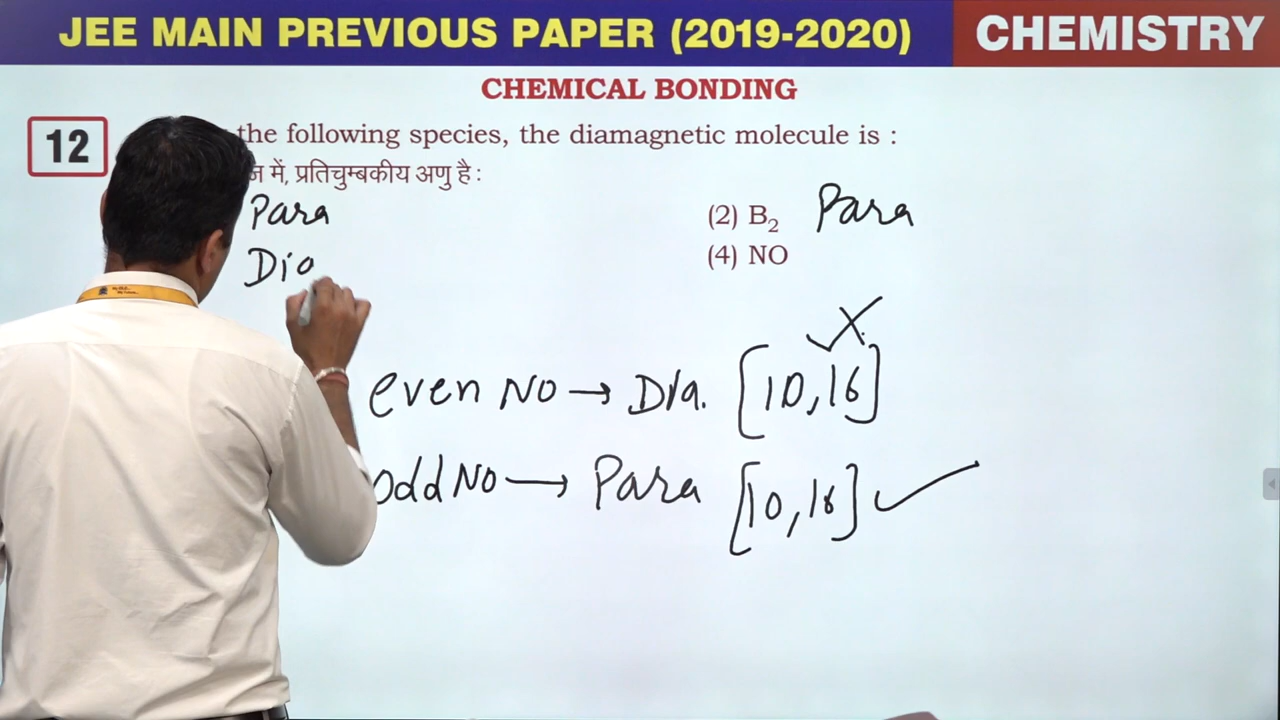 JEE MAIN PREVIOUS PAPER (2019-2020) CHEMISTRY
CHEMICAL BONDING
12 the following species, the diamagnetic molecule is :
में, प्रतिचुम्बकीय अणु है :
Para (2) B₂ Para
Dia (4) NO
even NO → Dia. [10,16]
odd NO → Para [10,16]